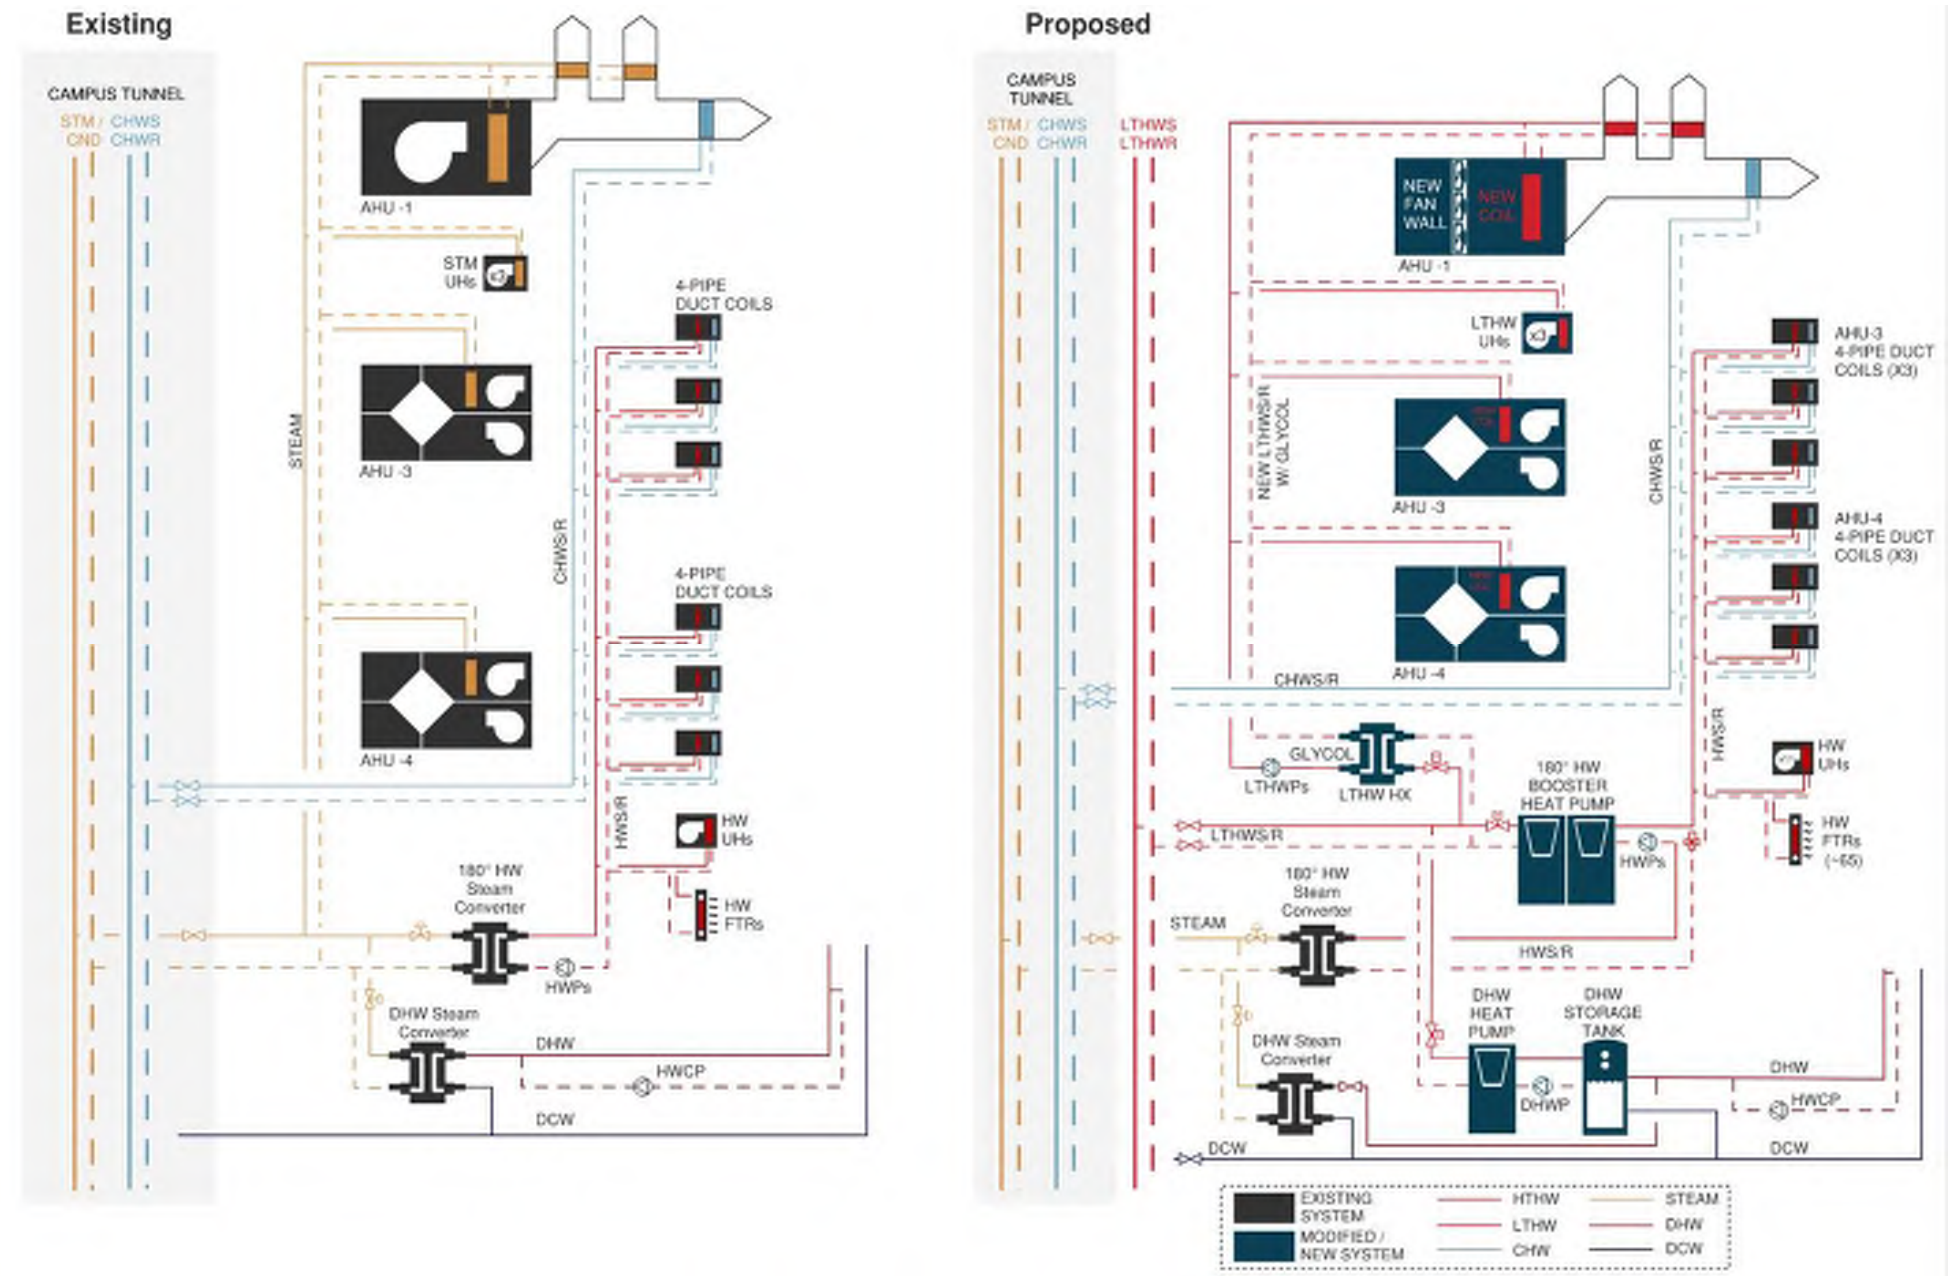 Existing
CAMPUS TUNNEL
STM / CHWS
CND CHWR
AHU -1
STM
UHs
x3
4-PIPE
DUCT COILS
STEAM
AHU -3
CHWS/R
4-PIPE
DUCT COILS
AHU -4
HWS/R
HW
UHs
180° HW
Steam
Converter
HW
FTRs
HWPs
DHW Steam
Converter
DHW
HWCP
DCW
Proposed
CAMPUS
TUNNEL
STM / CHWS
CND CHWR
LTHWS
LTHWR
NEW
FAN
WALL
NEW
COIL
AHU -1
LTHW
UHs
x3
AHU-3
4-PIPE DUCT
COILS (X3)
NEW LTHWS/R
W/ GLYCOL
CHWS/R
AHU -3
AHU-4
4-PIPE DUCT
COILS (X3)
AHU -4
CHWS/R
HWS/R
GLYCOL
LTHWPs
LTHW HX
180° HW
BOOSTER
HEAT PUMP
HW
UHs
LTHWS/R
HWPs
HW
FTRs
(~65)
180° HW
Steam
Converter
STEAM
HWS/R
DHW
HEAT
PUMP
DHW
STORAGE
TANK
DHW Steam
Converter
DHW
DHWP
HWCP
DCW
DCW
EXISTING
SYSTEM
MODIFIED /
NEW SYSTEM
HTHW
LTHW
CHW
STEAM
DHW
DCW